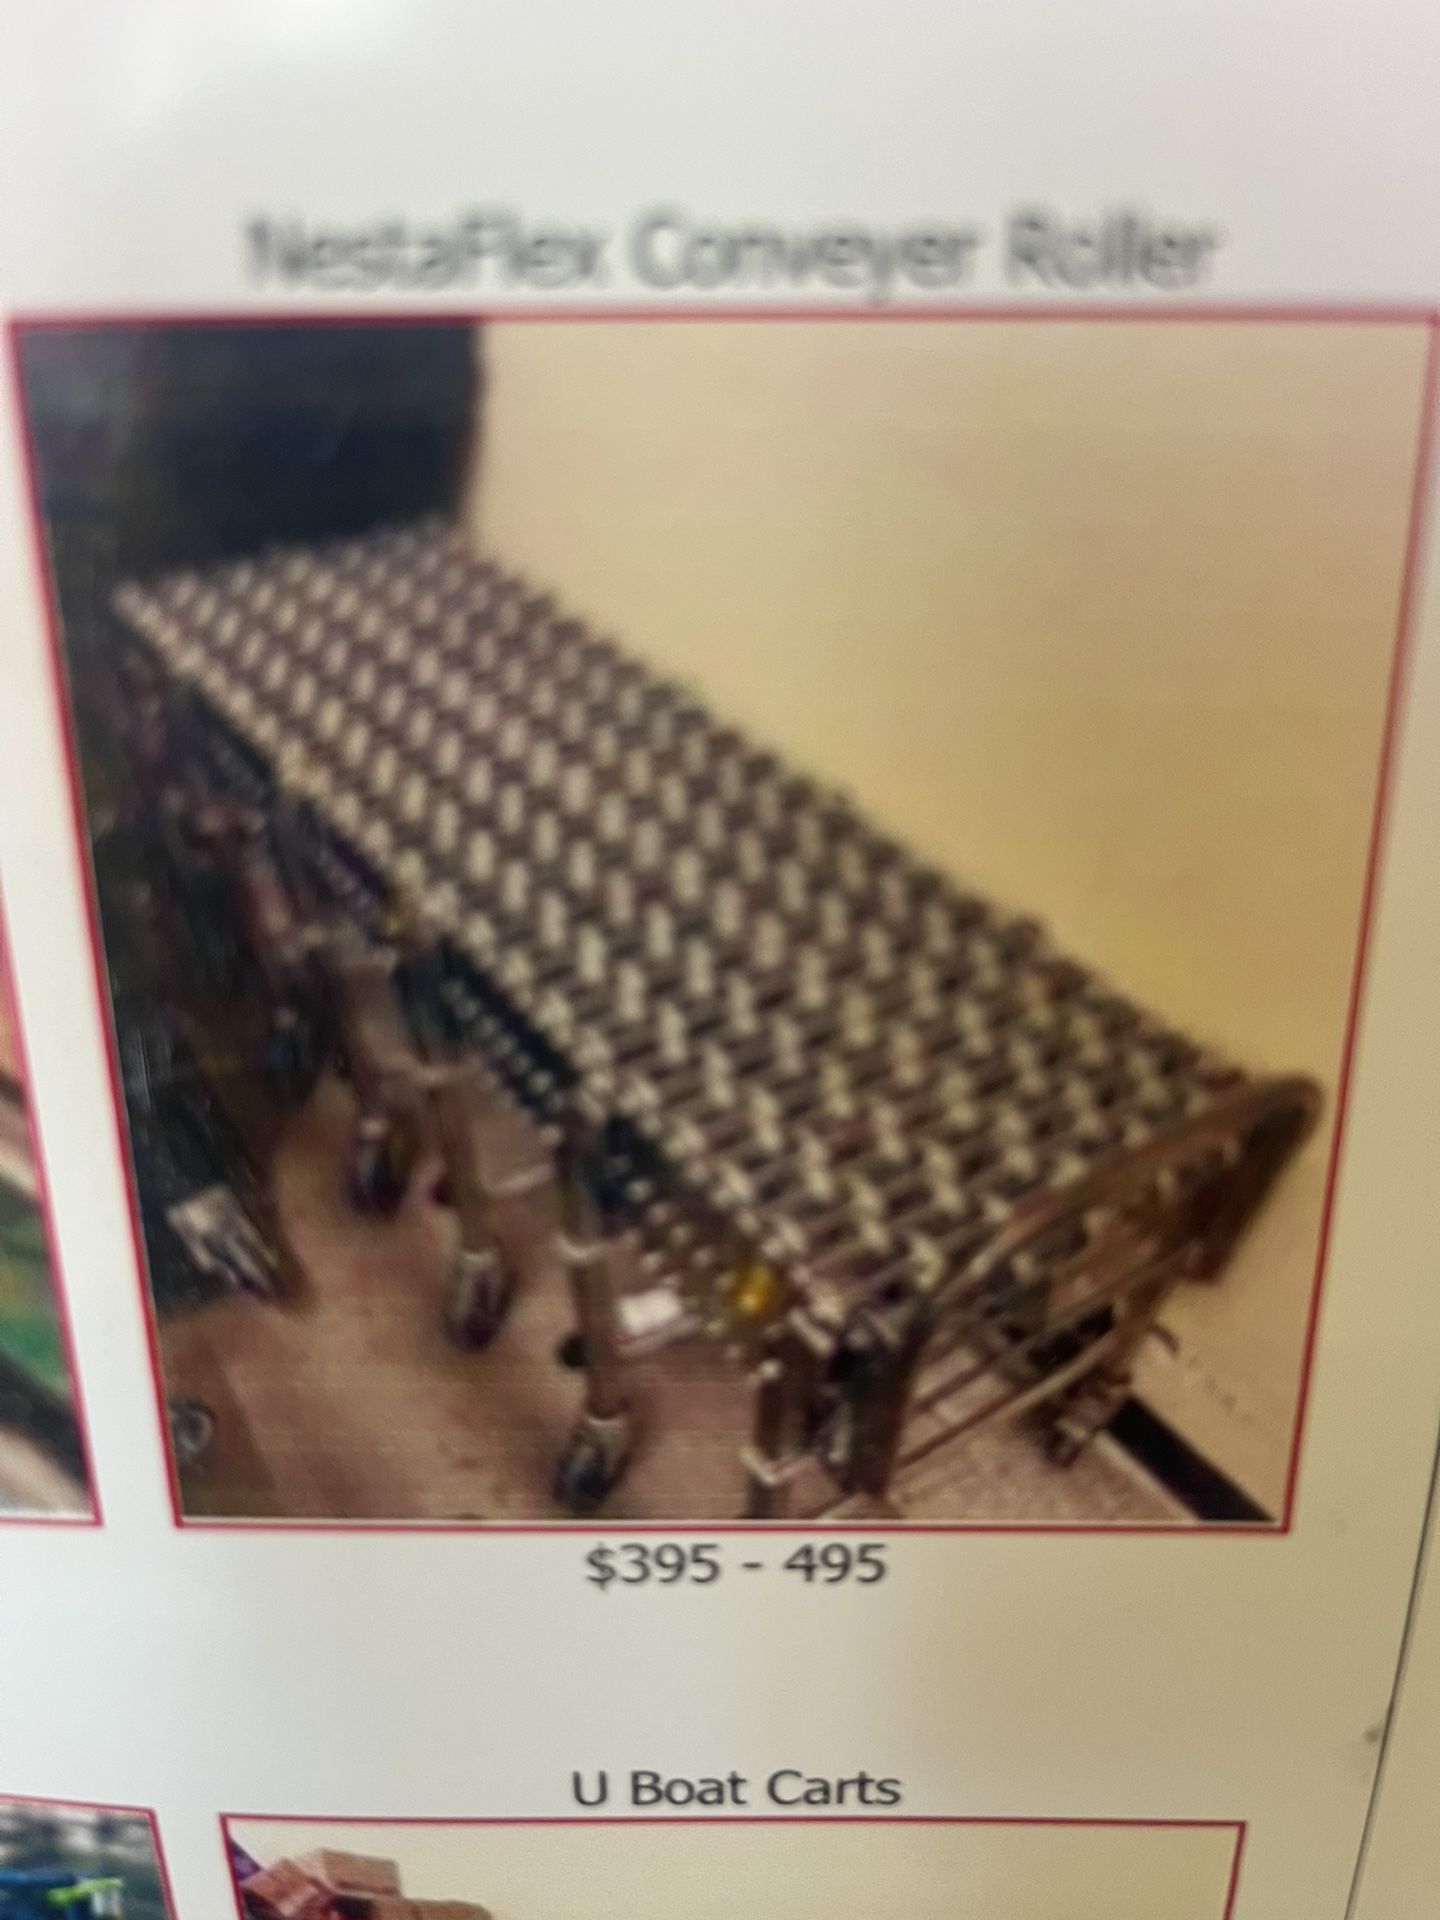 NestaFlex Conveyer Roller
$395 - 495
U Boat Carts